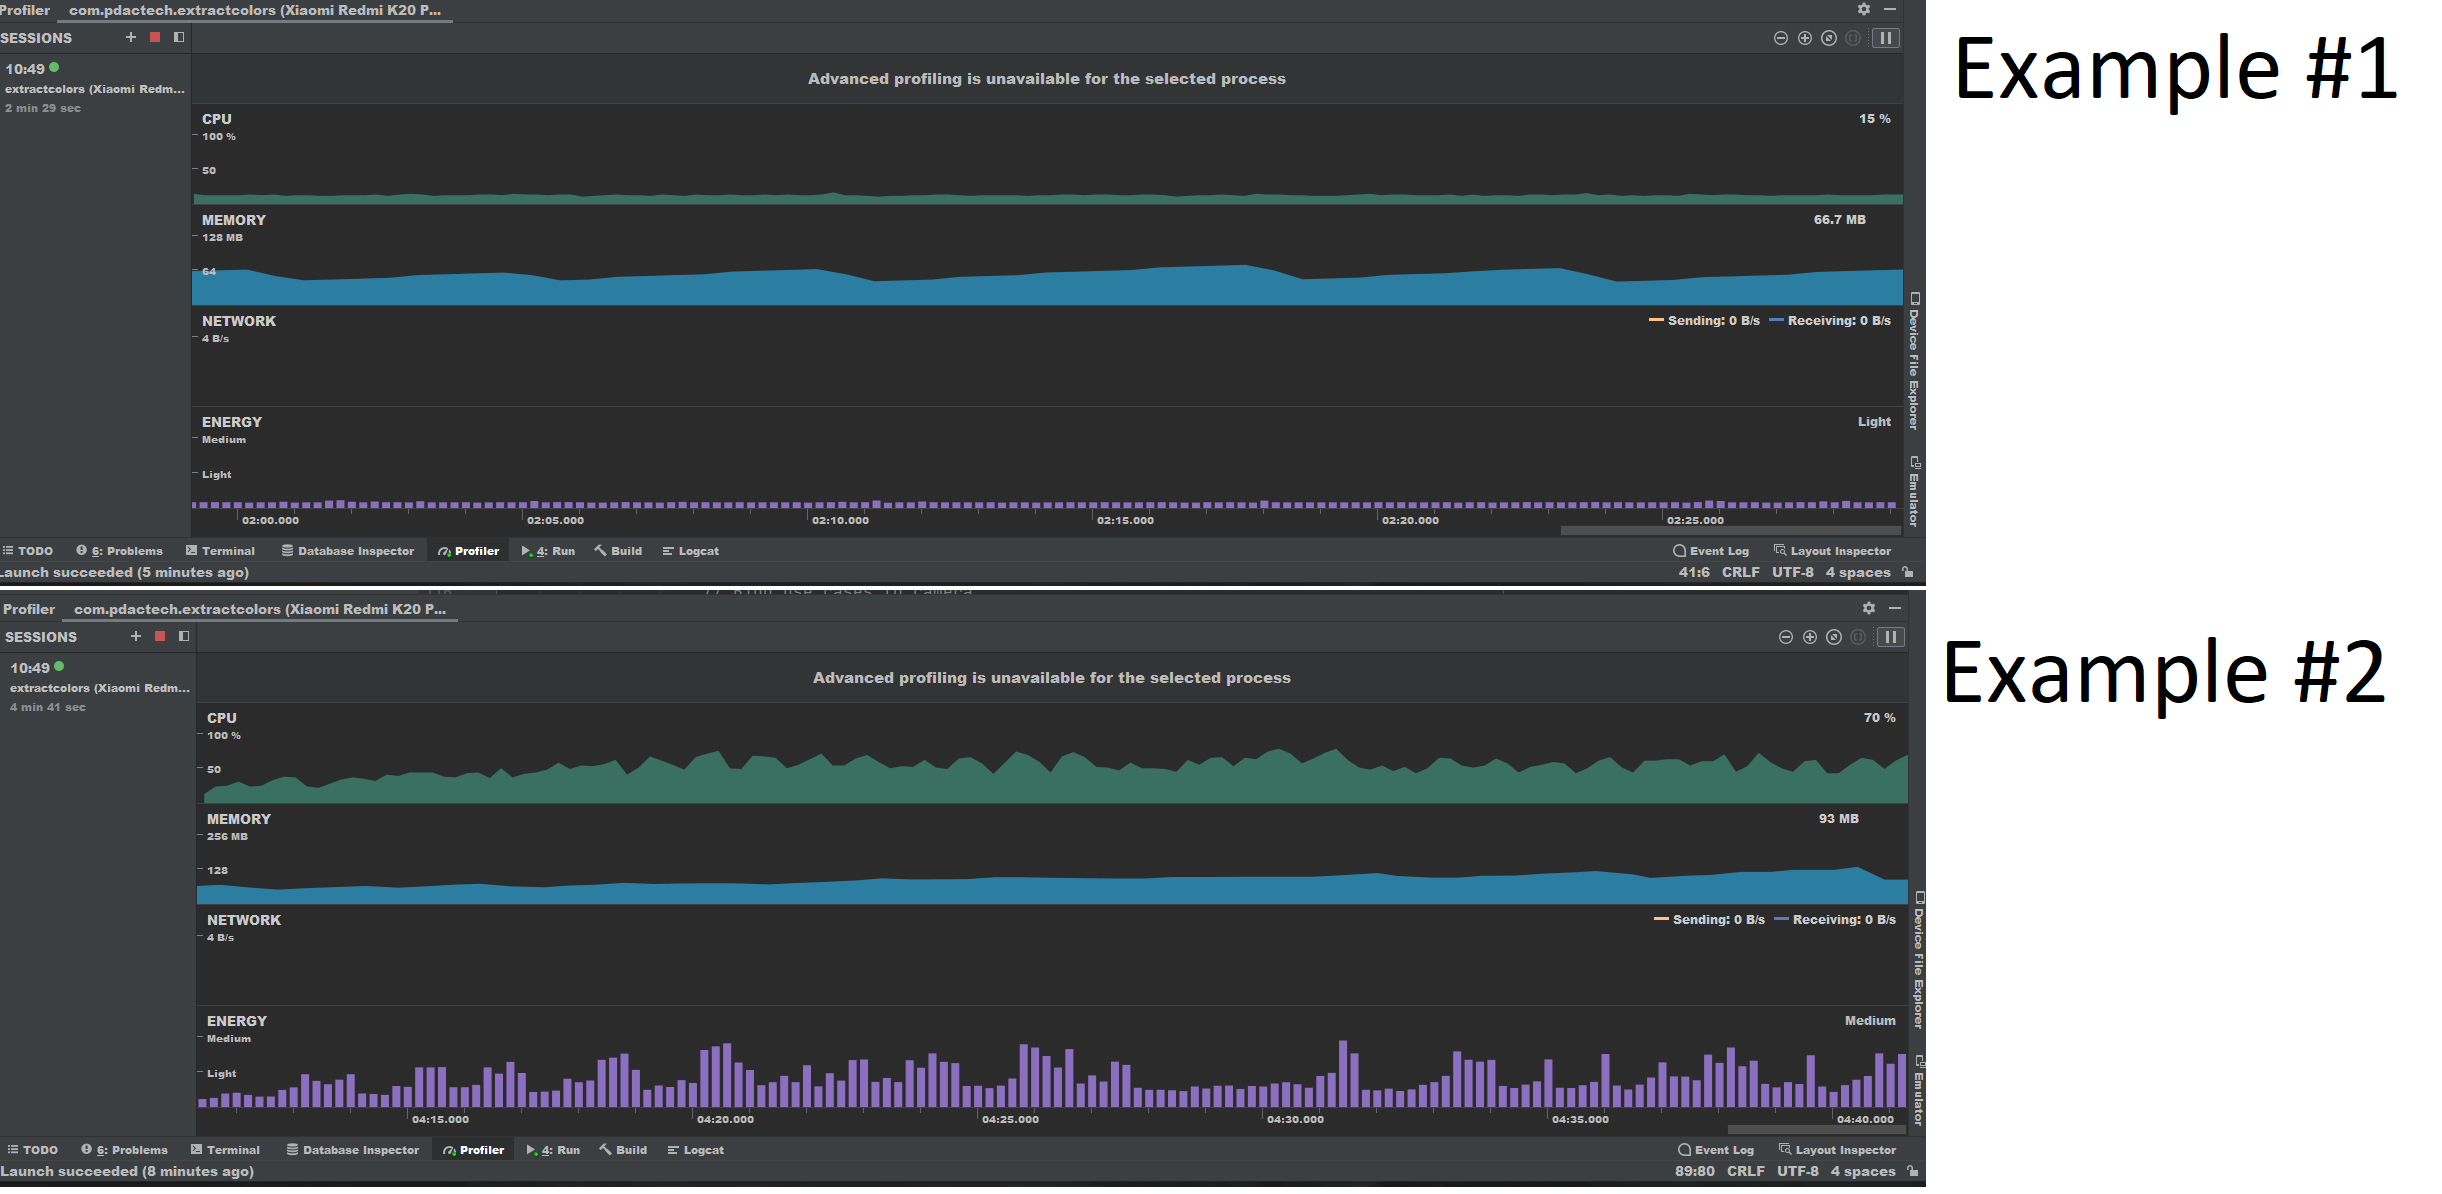 Profiler com.pdactech.extractcolors (Xiaomi Redmi K20 P...
SESSIONS
10:49
extractcolors (Xiaomi Redm...
2 min 29 sec
Advanced profiling is unavailable for the selected process
CPU 15 %
100 %
50
MEMORY 66.7 MB
128 MB
64
NETWORK Sending: 0 B/s Receiving: 0 B/s
4 B/s
ENERGY Light
Medium
Light
02:00.000 02:05.000 02:10.000 02:15.000 02:20.000 02:25.000
Device File Explorer
Emulator
TODO 6: Problems Terminal Database Inspector Profiler 4: Run Build Logcat Event Log Layout Inspector
Launch succeeded (5 minutes ago) 41:6 CRLF UTF-8 4 spaces
Example #1
Profiler com.pdactech.extractcolors (Xiaomi Redmi K20 P...
SESSIONS
10:49
extractcolors (Xiaomi Redm...
4 min 41 sec
Advanced profiling is unavailable for the selected process
CPU 70 %
100 %
50
MEMORY 93 MB
256 MB
128
NETWORK Sending: 0 B/s Receiving: 0 B/s
4 B/s
ENERGY Medium
Medium
Light
04:15.000 04:20.000 04:25.000 04:30.000 04:35.000 04:40.000
Device File Explorer
Emulator
TODO 6: Problems Terminal Database Inspector Profiler 4: Run Build Logcat Event Log Layout Inspector
Launch succeeded (8 minutes ago) 89:80 CRLF UTF-8 4 spaces
Example #2